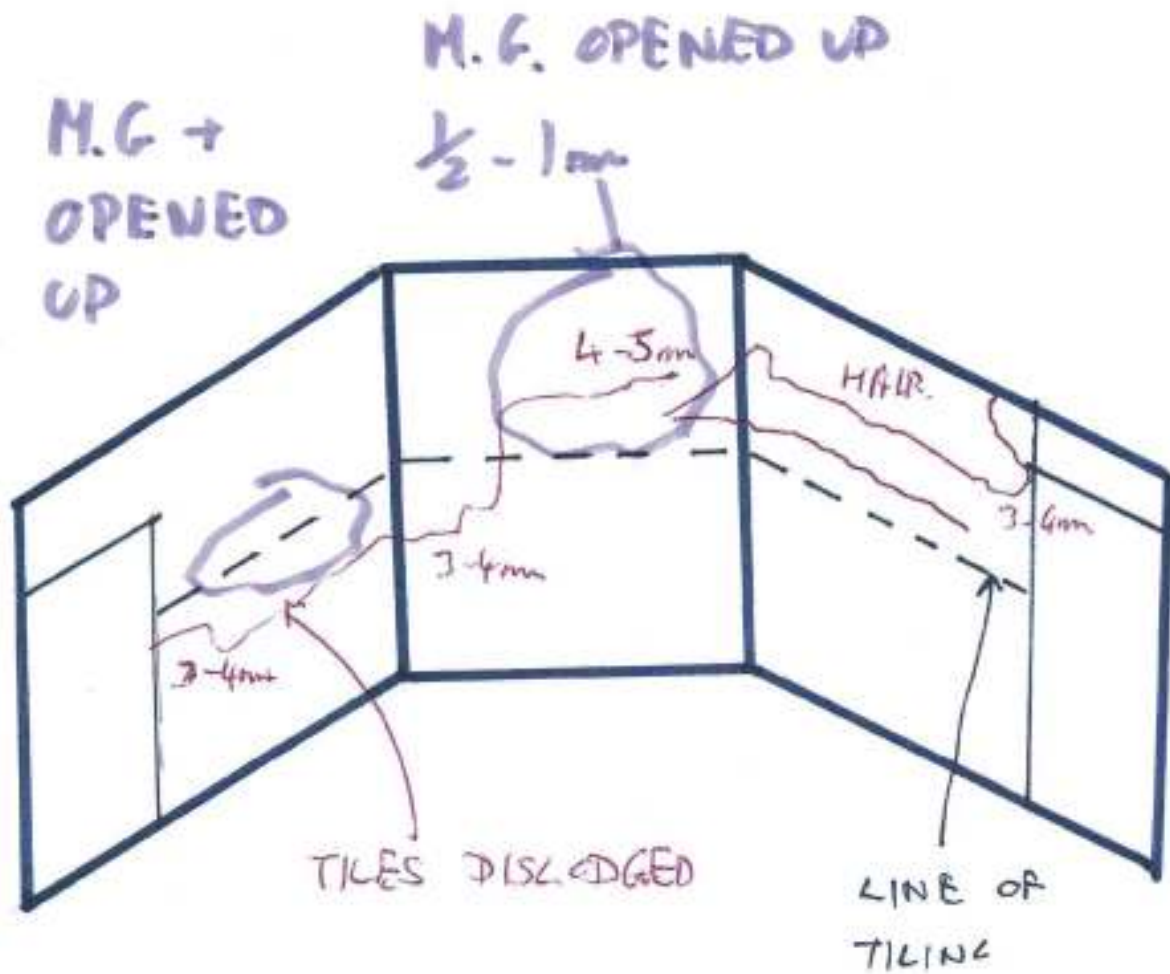 M.G. OPENED UP
½ - 1mm
M.G +
OPENED
UP
4-5mm
HAIR.
3-4mm
3-4mm
3-4mm
TILES DISLODGED
LINE OF
TILING